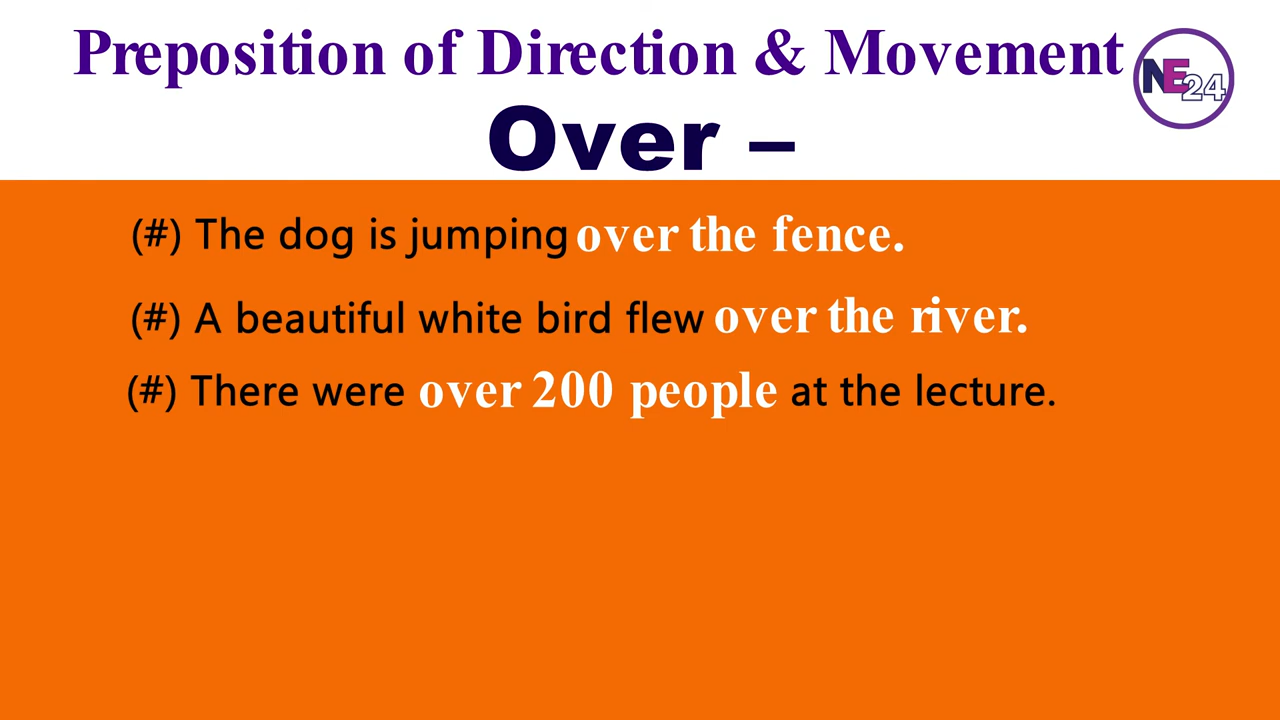 Preposition of Direction & Movement
NE24
Over –
(#) The dog is jumping over the fence.
(#) A beautiful white bird flew over the river.
(#) There were over 200 people at the lecture.